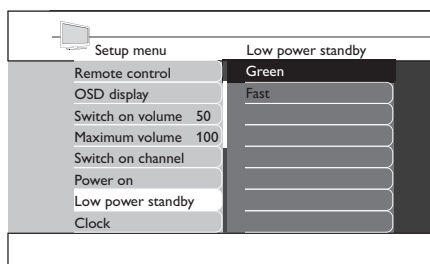 Setup menu
Low power standby
Remote control
OSD display
Switch on volume 50
Maximum volume 100
Switch on channel
Power on
Low power standby
Clock
Green
Fast